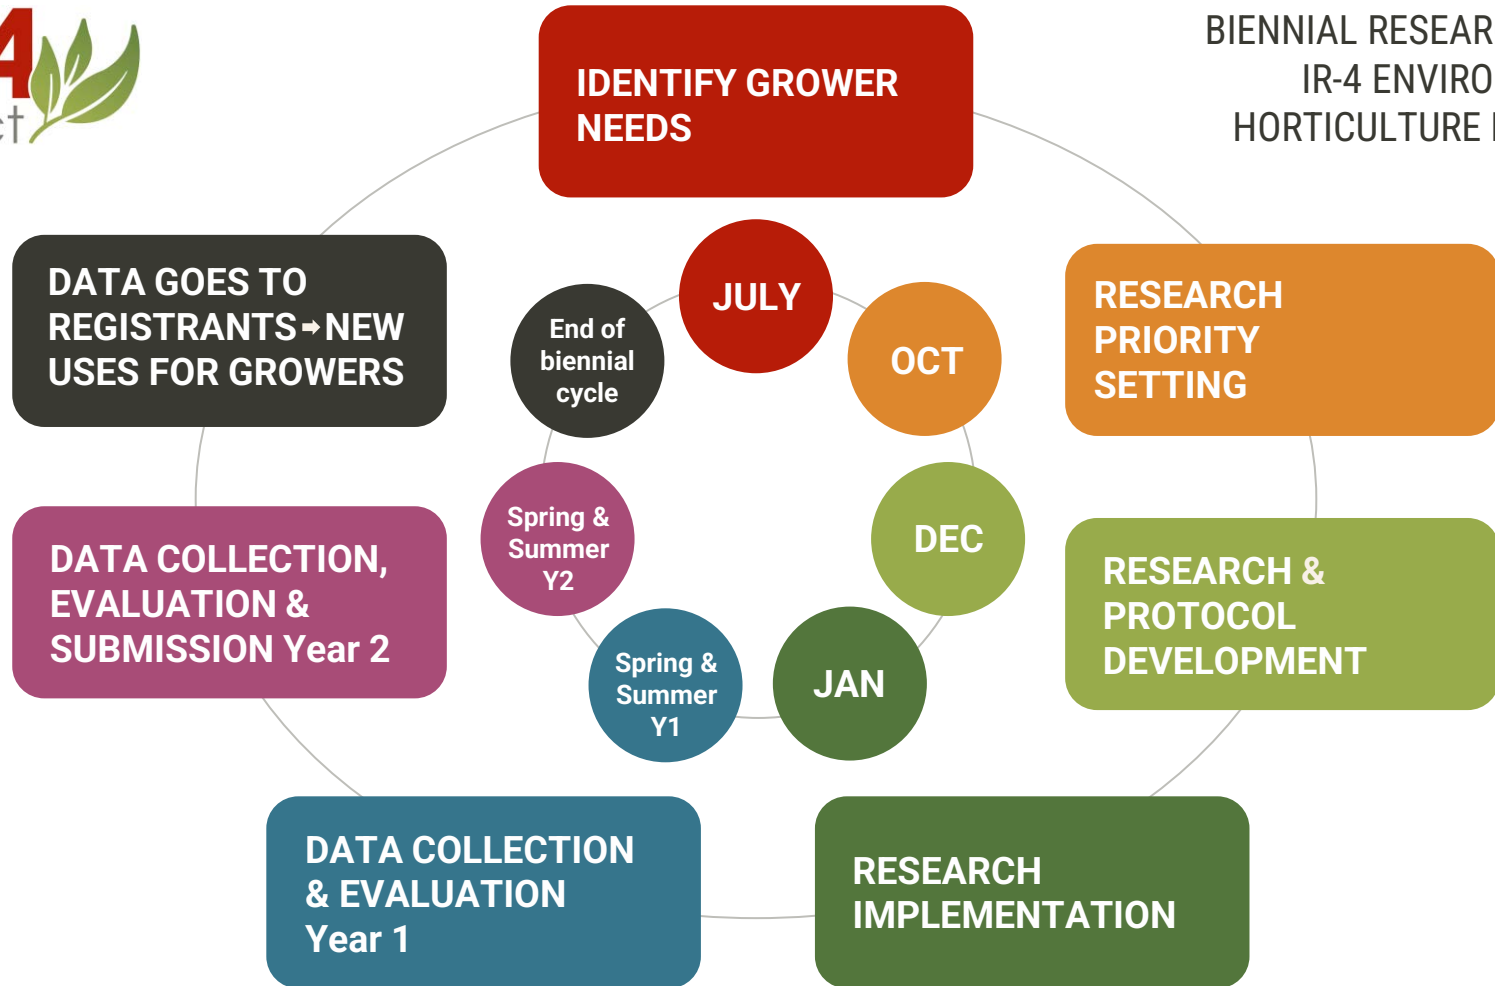 BIENNIAL RESEAR
IR-4 ENVIRO
HORTICULTURE
IDENTIFY GROWER
NEEDS
RESEARCH
PRIORITY
SETTING
RESEARCH &
PROTOCOL
DEVELOPMENT
RESEARCH
IMPLEMENTATION
DATA COLLECTION
& EVALUATION
Year 1
DATA COLLECTION,
EVALUATION &
SUBMISSION Year 2
DATA GOES TO
REGISTRANTS➡NEW
USES FOR GROWERS
JULY
OCT
DEC
JAN
Spring &
Summer
Y1
Spring &
Summer
Y2
End of
biennial
cycle